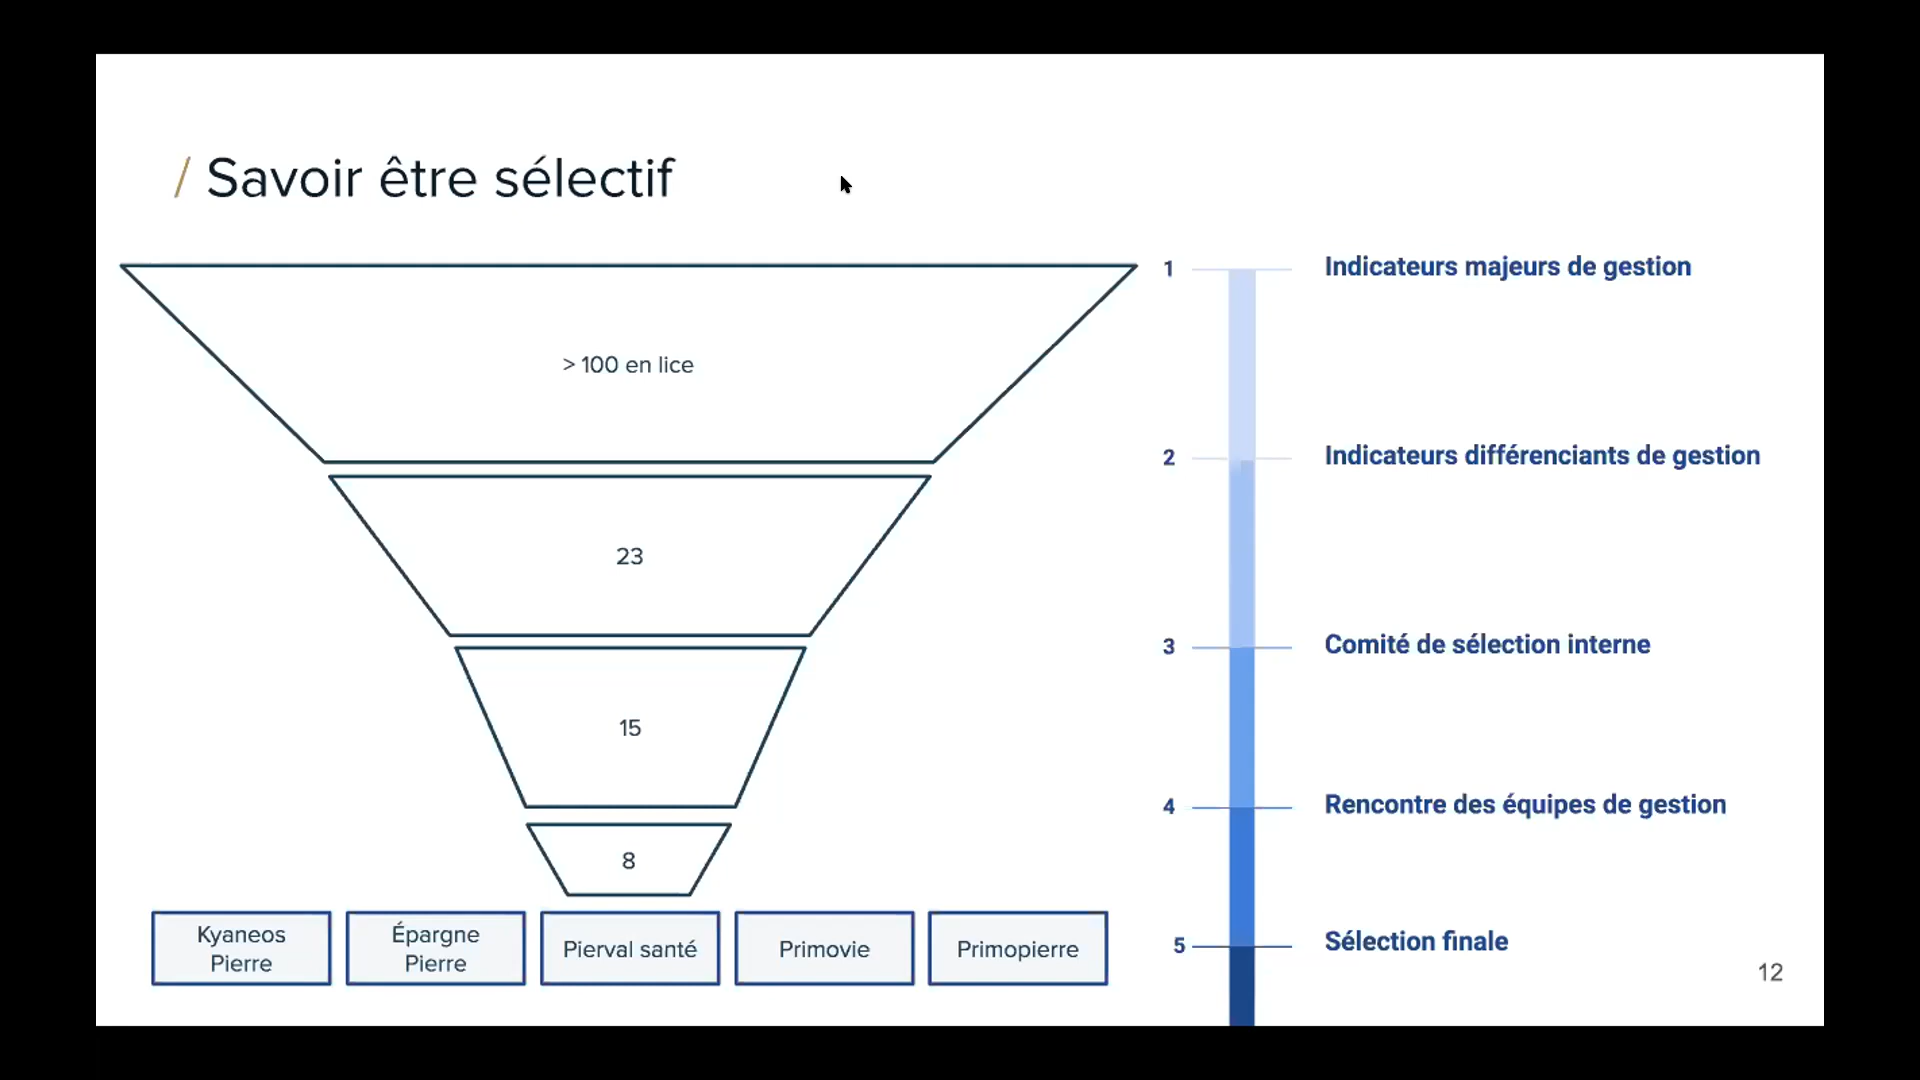 / Savoir être sélectif
> 100 en lice
23
15
8
Kyaneos
Pierre
Épargne
Pierre
Pierval santé
Primovie
Primopierre
1 Indicateurs majeurs de gestion
2 Indicateurs différenciants de gestion
3 Comité de sélection interne
4 Rencontre des équipes de gestion
5 Sélection finale
12